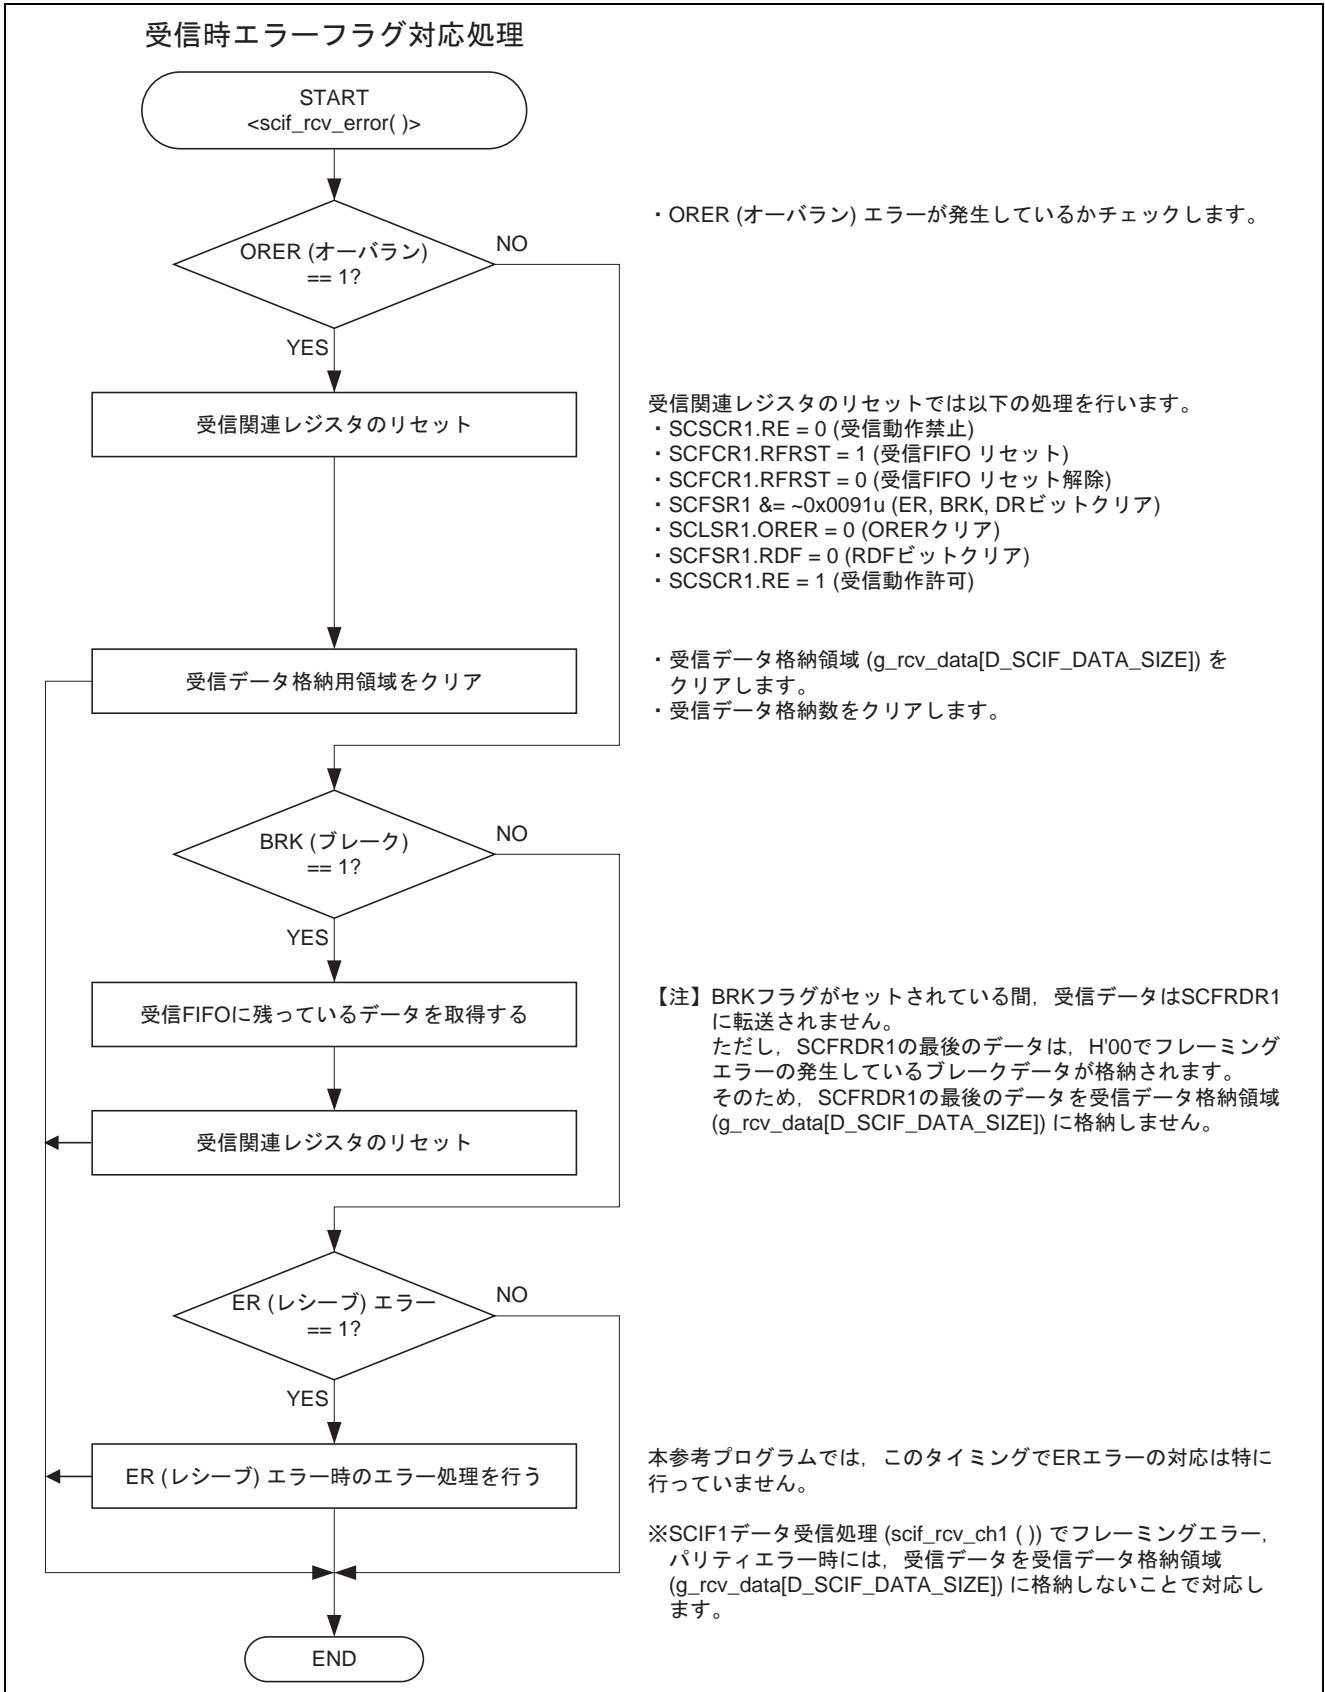 受信時エラーフラグ対応処理
START
<scif_rcv_error( )>
ORER (オーバラン)
== 1?
NO
YES
・ORER (オーバラン) エラーが発生しているかチェックします。
受信関連レジスタのリセット
受信関連レジスタのリセットでは以下の処理を行います。
・SCSCR1.RE = 0 (受信動作禁止)
・SCFCR1.RFRST = 1 (受信FIFO リセット)
・SCFCR1.RFRST = 0 (受信FIFO リセット解除)
・SCFSR1 &= ~0x0091u (ER, BRK, DRビットクリア)
・SCLSR1.ORER = 0 (ORERクリア)
・SCFSR1.RDF = 0 (RDFビットクリア)
・SCSCR1.RE = 1 (受信動作許可)
受信データ格納用領域をクリア
・受信データ格納領域 (g_rcv_data[D_SCIF_DATA_SIZE]) を
クリアします。
・受信データ格納数をクリアします。
BRK (ブレーク)
== 1?
NO
YES
受信FIFOに残っているデータを取得する
【注】BRKフラグがセットされている間，受信データはSCFRDR1
に転送されません。
ただし，SCFRDR1の最後のデータは，H'00でフレーミング
エラーの発生しているブレークデータが格納されます。
そのため，SCFRDR1の最後のデータを受信データ格納領域
(g_rcv_data[D_SCIF_DATA_SIZE]) に格納しません。
受信関連レジスタのリセット
ER (レシーブ) エラー
== 1?
NO
YES
ER (レシーブ) エラー時のエラー処理を行う
本参考プログラムでは，このタイミングでERエラーの対応は特に
行っていません。
※SCIF1データ受信処理 (scif_rcv_ch1 ( )) でフレーミングエラー，
パリティエラー時には，受信データを受信データ格納領域
(g_rcv_data[D_SCIF_DATA_SIZE]) に格納しないことで対応し
ます。
END